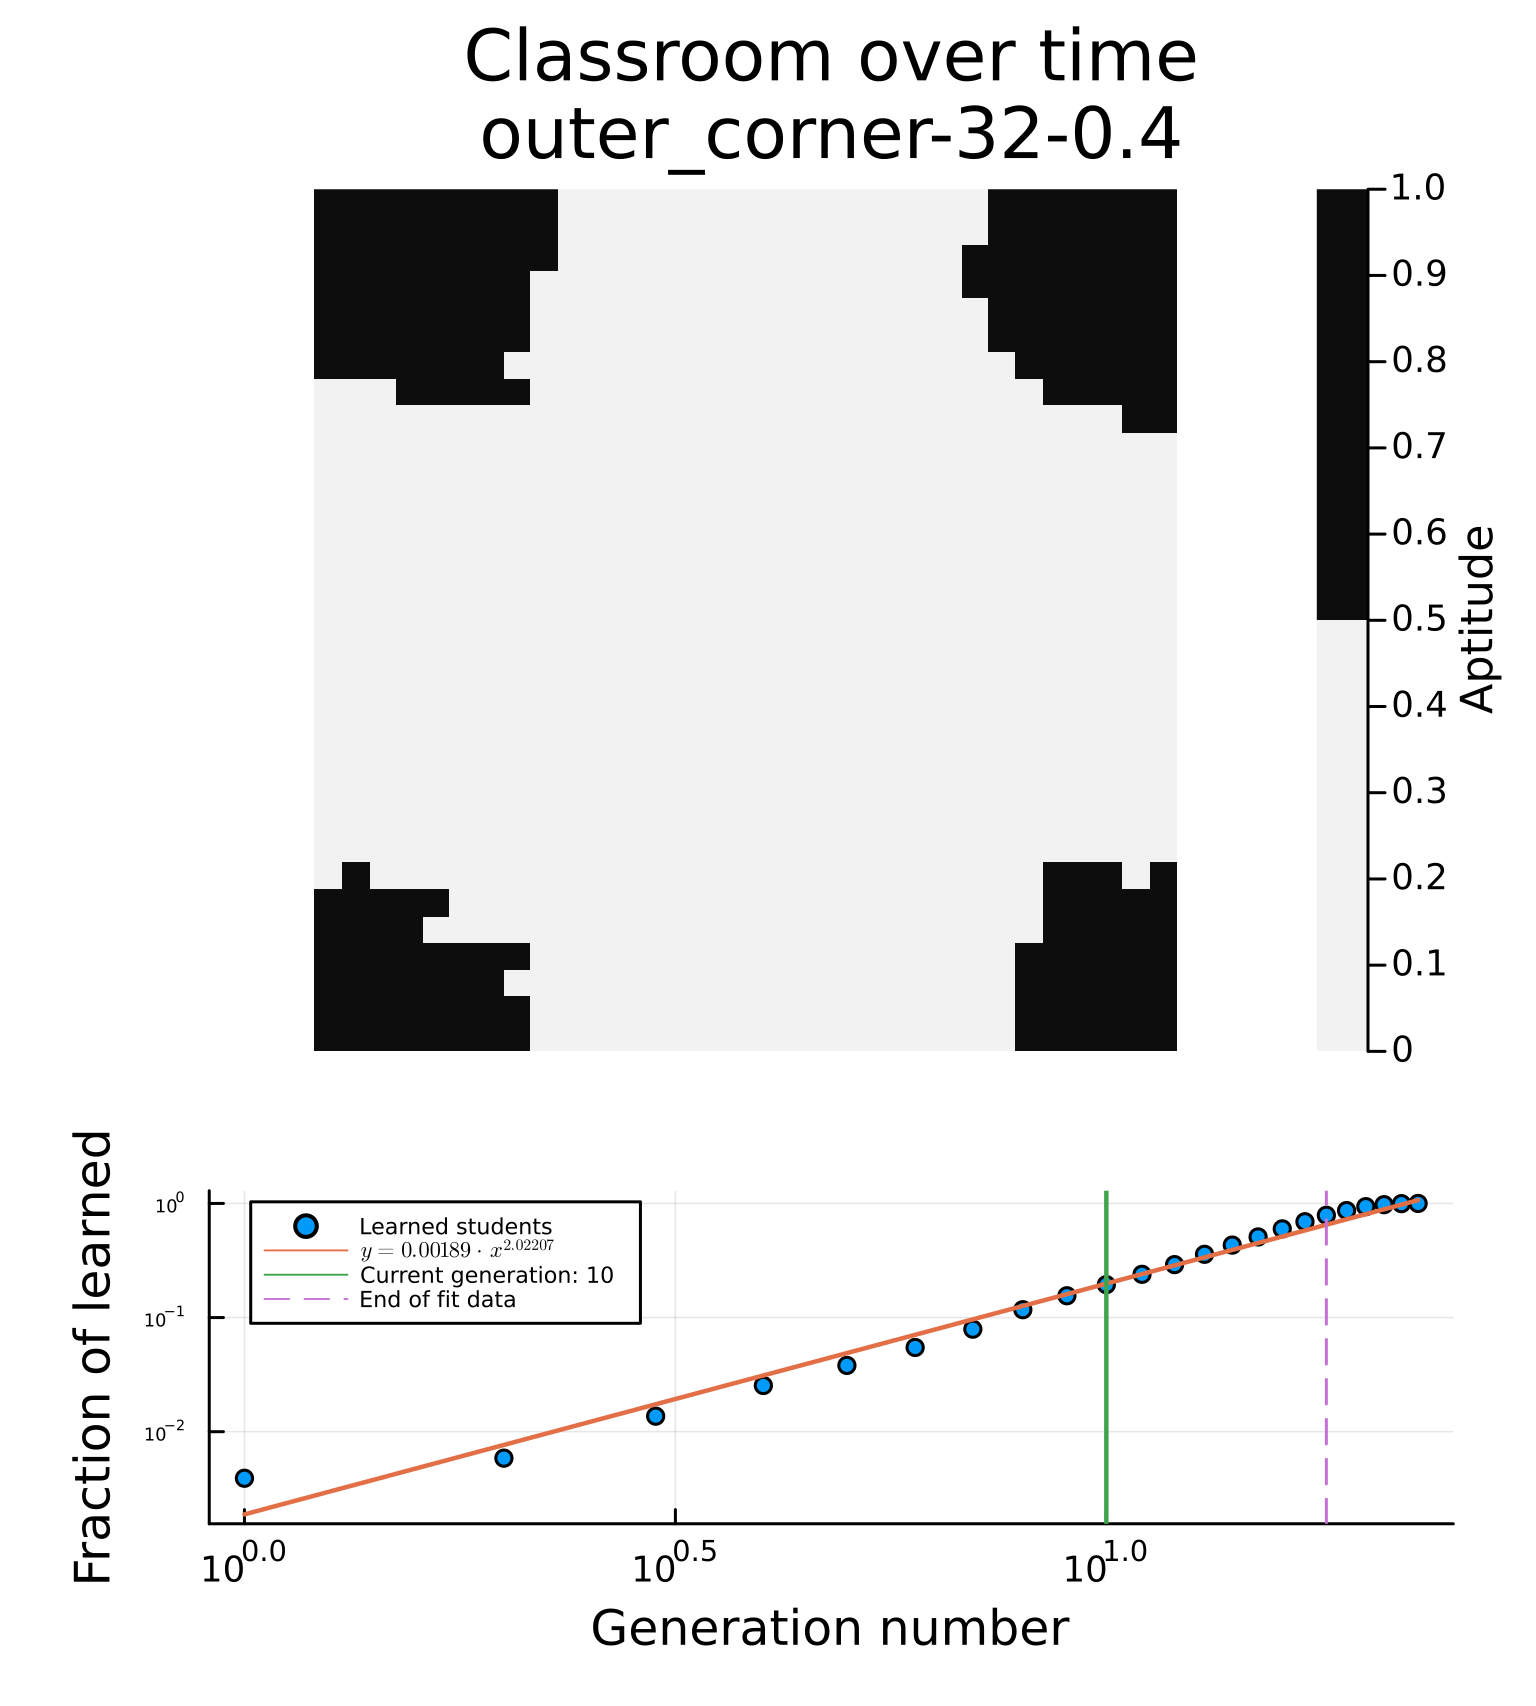 Classroom over time
outer_corner-32-0.4
1.0
0.9
0.8
0.7
0.6
0.5
0.4
0.3
0.2
0.1
0
Aptitude
Fraction of learned
10⁰
10⁻¹
10⁻²
Learned students
y = 0.00189 · x^2.02207
Current generation: 10
End of fit data
10^0.0
10^0.5
10^1.0
Generation number